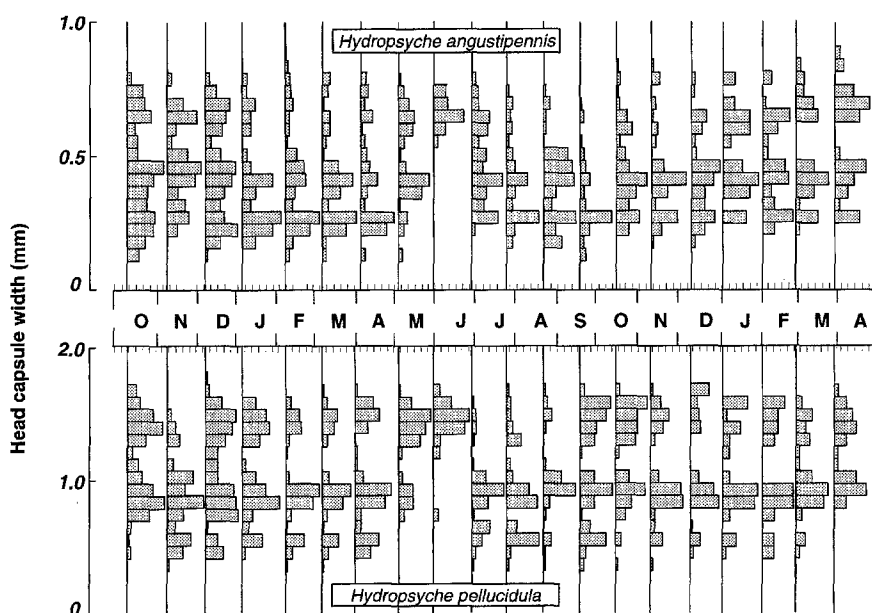 1.0
Hydropsyche angustipennis
0.5
0
Head capsule width (mm)
O N D J F M A M J J A S O N D J F M A
2.0
1.0
0
Hydropsyche pellucidula